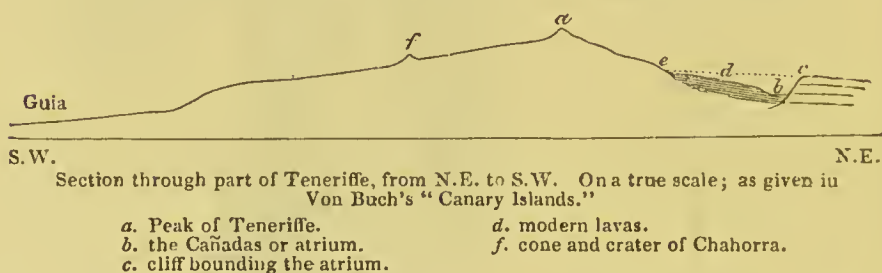 a
f
e d c
b
Guia
S.W. N.E.
Section through part of Teneriffe, from N.E. to S.W. On a true scale; as given iu
Von Buch's “Canary Islands.”
a. Peak of Teneriffe. d. modern lavas.
b. the Cañadas or atrium. f. cone and crater of Chahorra.
c. cliff bounding the atrium.